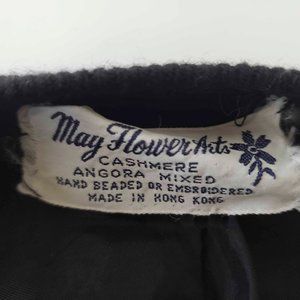 May Flower Arts
CASHMERE
ANGORA MIXED
HAND BEADED OR EMBROIDERED
MADE IN HONG KONG